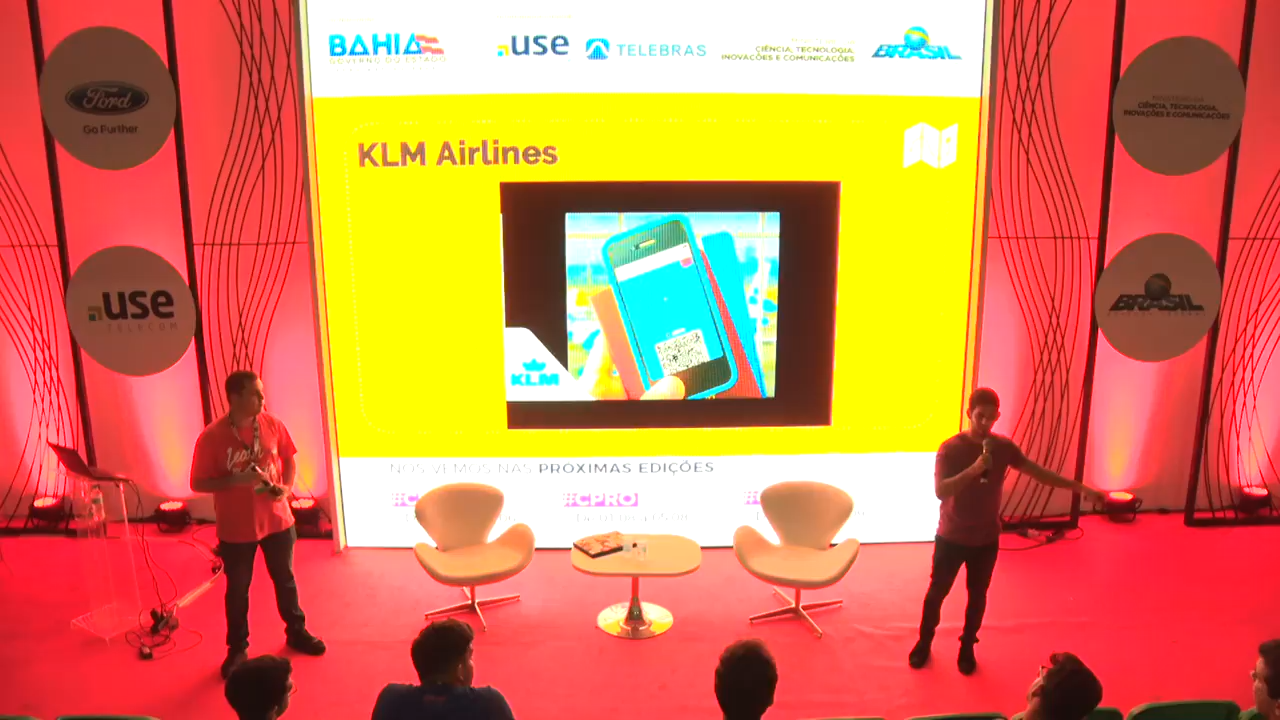 BAHIA
GOVERNO DO ESTADO
use
TELEBRAS
CIÊNCIA, TECNOLOGIA,
INOVAÇÕES E COMUNICAÇÕES
BRASIL
Ford
Go Further
CIÊNCIA, TECNOLOGIA,
INOVAÇÕES E COMUNICAÇÕES
KLM Airlines
KLM
use
TELECOM
BRASIL
NOS VEMOS NAS PRÓXIMAS EDIÇÕES
#CPRO